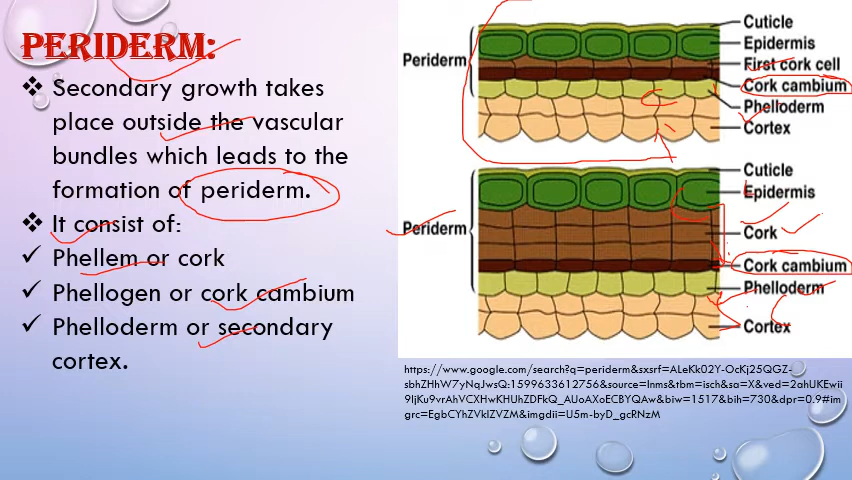 PERIDERM:
❖ Secondary growth takes
place outside the vascular
bundles which leads to the
formation of periderm.
❖ It consist of:
✓ Phellem or cork
✓ Phellogen or cork cambium
✓ Phelloderm or secondary
cortex.
Periderm
Cuticle
Epidermis
First cork cell
Cork cambium
Phelloderm
Cortex
Periderm
Cuticle
Epidermis
Cork
Cork cambium
Phelloderm
Cortex
https://www.google.com/search?q=periderm&sxsrf=ALeKk02Y-OcKj25QGZ-
sbhZHhW7yNqJwsQ:1599633612756&source=lnms&tbm=isch&sa=X&ved=2ahUKEwii
9IjKu9vrAhVCXHwKHUhZDFkQ_AUoAXoECBYQAw&biw=1517&bih=730&dpr=0.9#im
grc=EgbCYhZVkIZVZM&imgdii=U5m-byD_gcRNzM